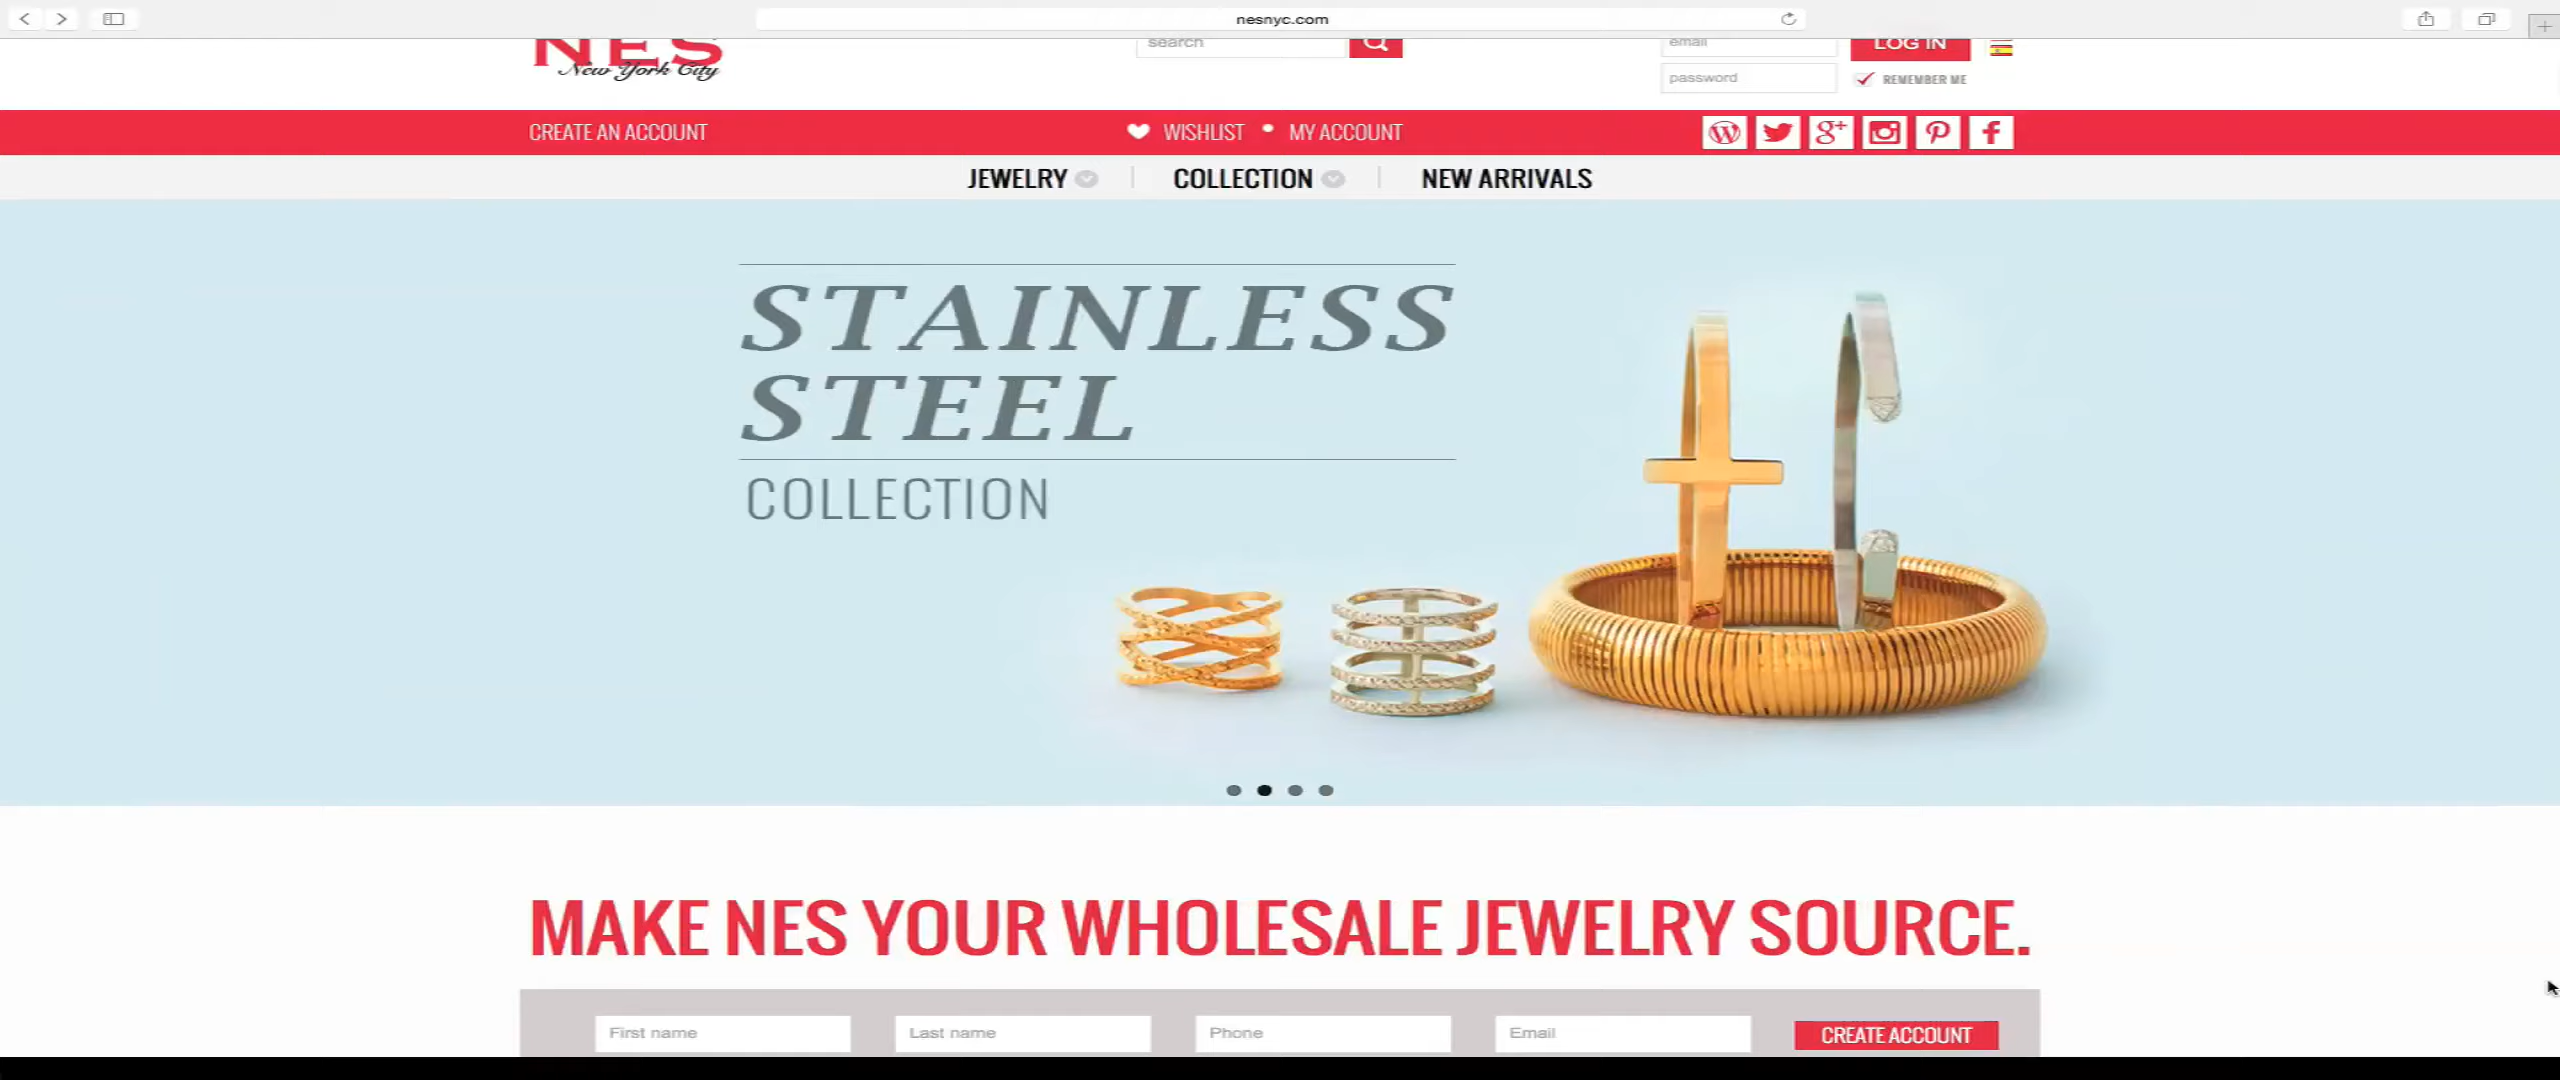 nesnyc.com
NES
New York City
search
email
LOG IN
password
REMEMBER ME
CREATE AN ACCOUNT
WISHLIST
MY ACCOUNT
JEWELRY
COLLECTION
NEW ARRIVALS
STAINLESS
STEEL
COLLECTION
MAKE NES YOUR WHOLESALE JEWELRY SOURCE.
First name
Last name
Phone
Email
CREATE ACCOUNT